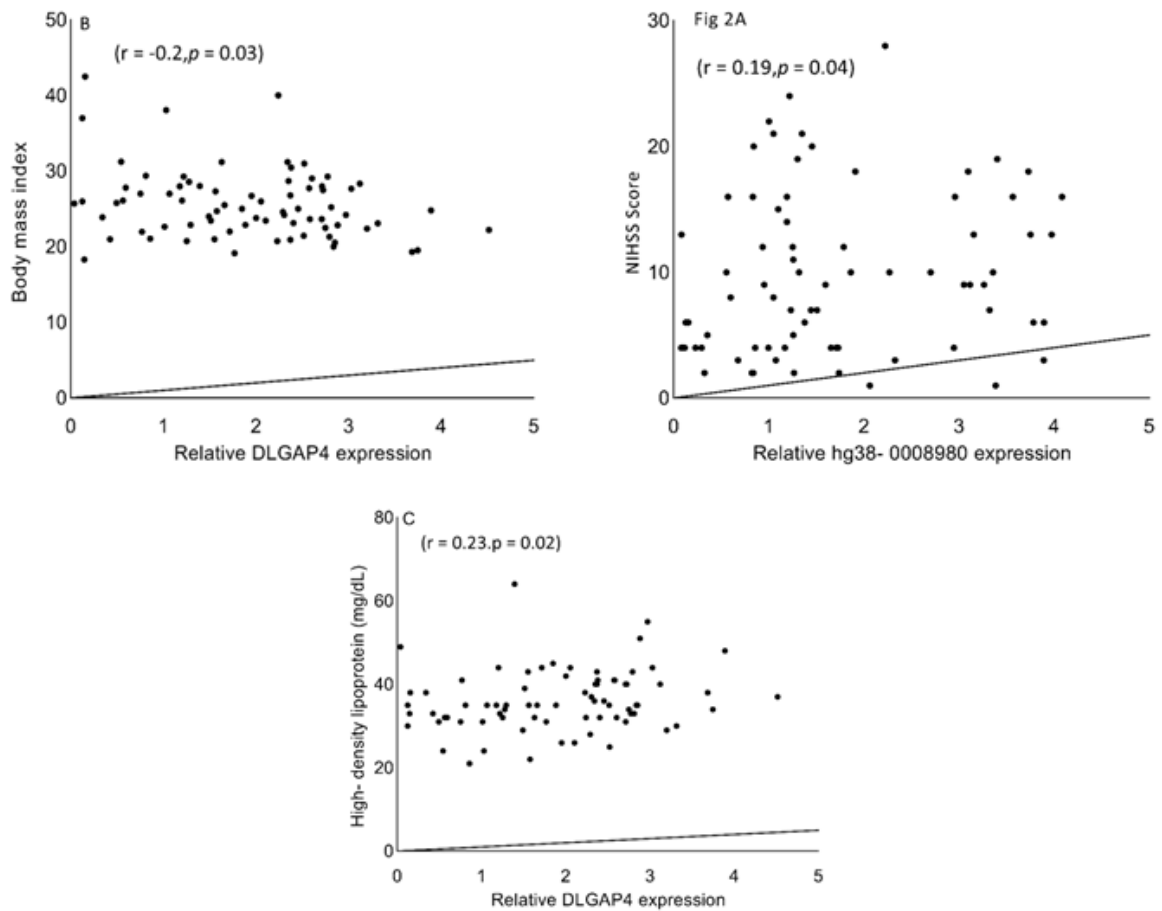 B
(r = -0.2,p = 0.03)
50
40
30
20
10
0
Body mass index
0 1 2 3 4 5
Relative DLGAP4 expression
Fig 2A
(r = 0.19,p = 0.04)
30
20
10
0
NIHSS Score
0 1 2 3 4 5
Relative hg38- 0008980 expression
C
(r = 0.23.p = 0.02)
80
60
40
20
0
High- density lipoprotein (mg/dL)
0 1 2 3 4 5
Relative DLGAP4 expression